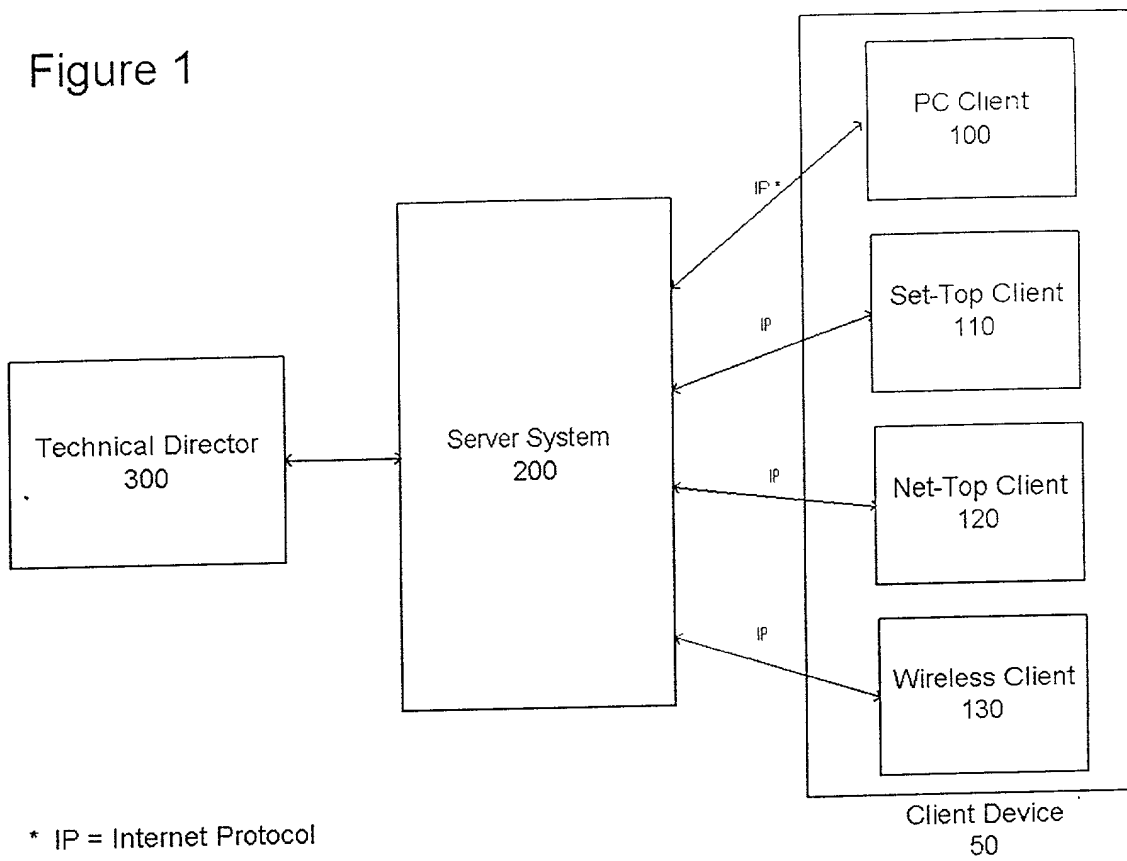 Figure 1
PC Client
100
IP *
Set-Top Client
110
IP
Technical Director
300
Server System
200
Net-Top Client
120
IP
Wireless Client
130
IP
Client Device
50
* IP = Internet Protocol